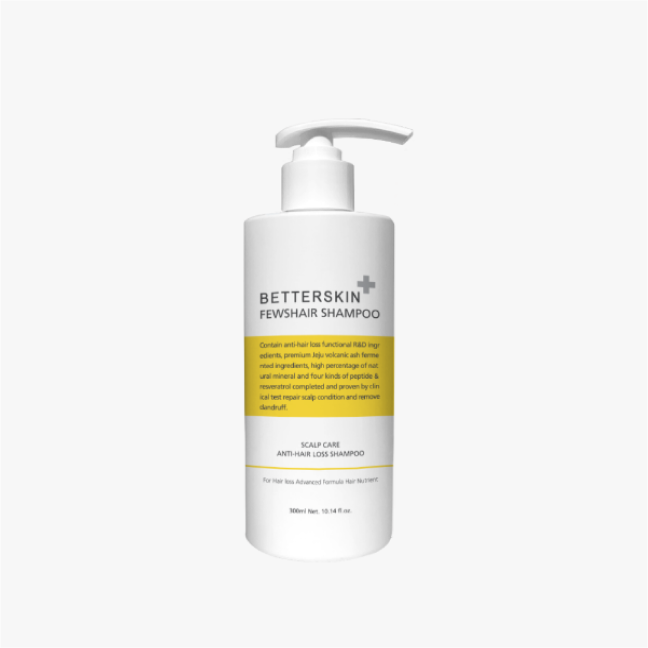 BETTERSKIN+
FEWSHAIR SHAMPOO
Contain anti-hair loss functional R&D ingr
edients, premium Jeju volcanic ash ferme
nted ingredients, high percentage of nat
ural mineral and four kinds of peptide &
resveratrol completed and proven by clin
ical test repair scalp condition and remove
dandruff.
SCALP CARE
ANTI-HAIR LOSS SHAMPOO
For Hair loss Advanced formula Hair Nutrient
300ml Net. 10.14 fl.oz.